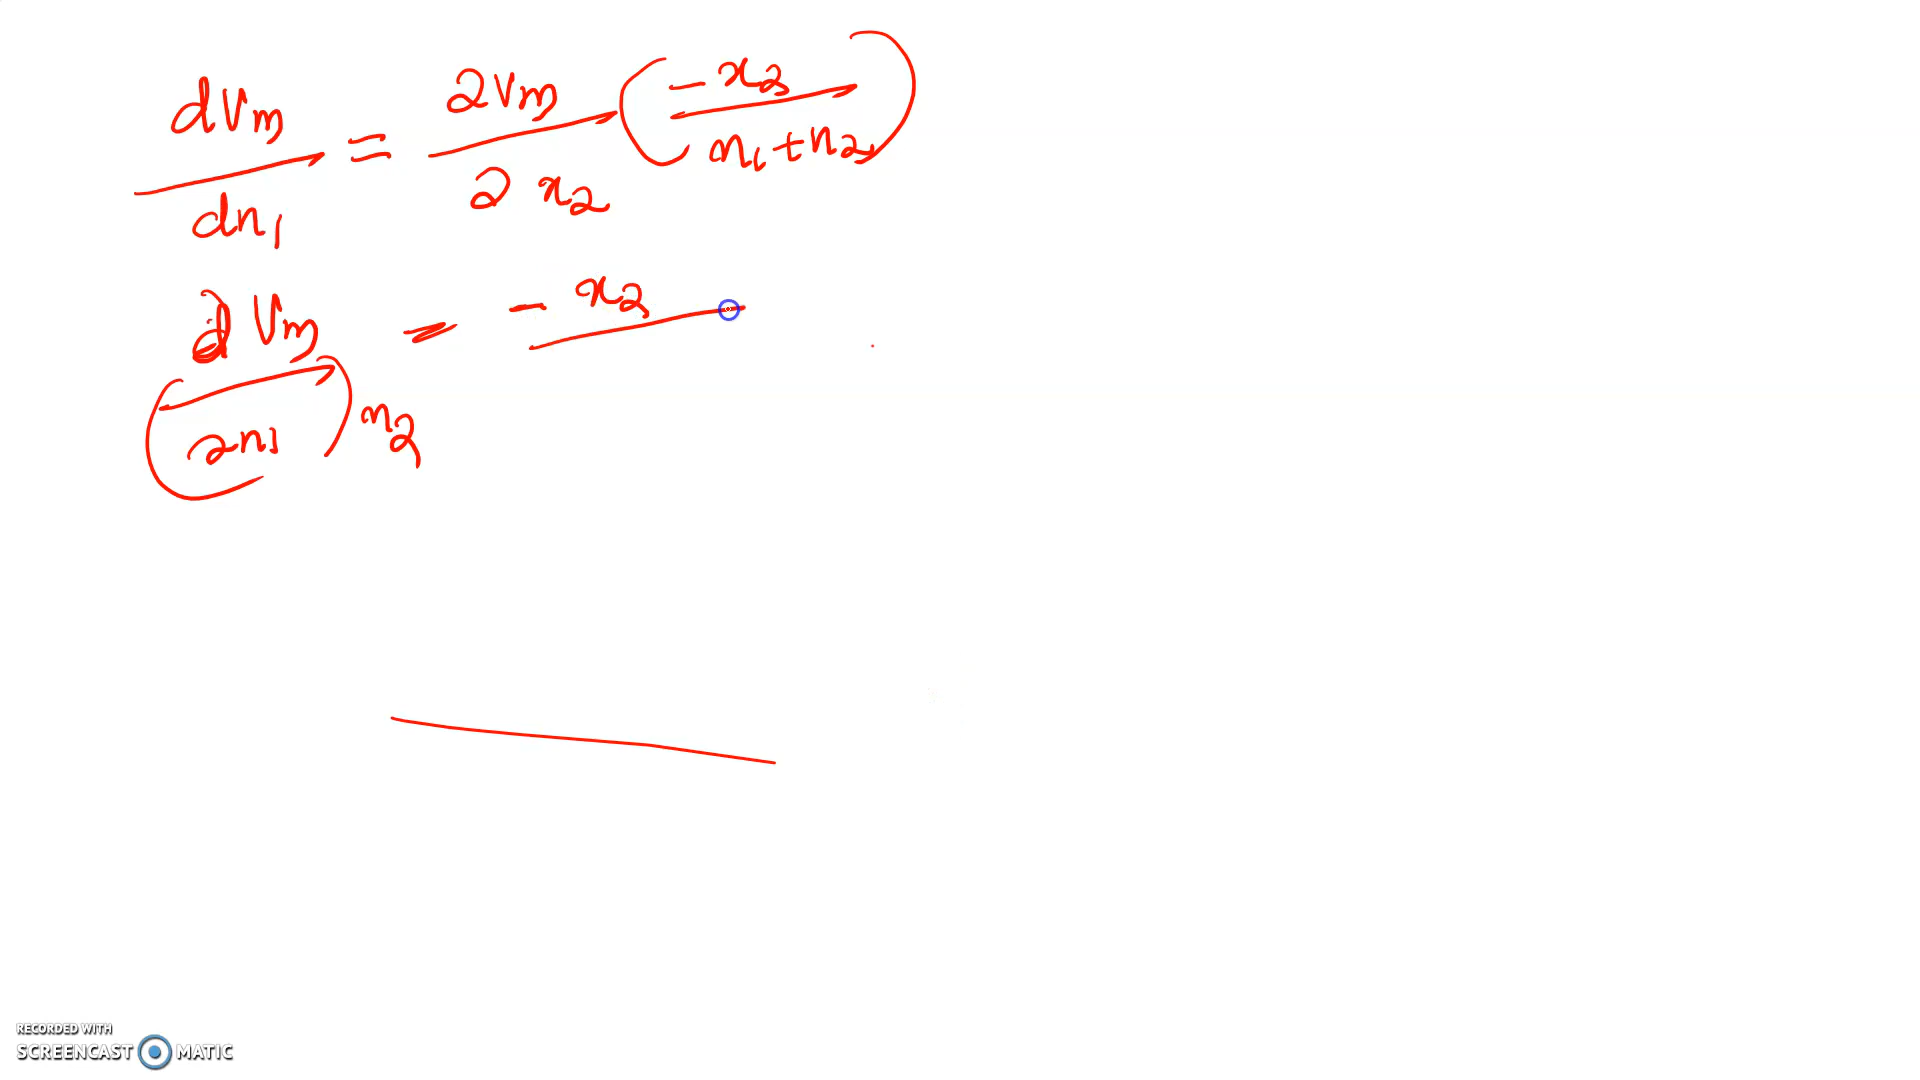 dVm/dn1 = ∂Vm/∂x2 (-x2/n1+n2)
(∂Vm/∂n1)n2 = -x2
RECORDED WITH
SCREENCAST MATIC